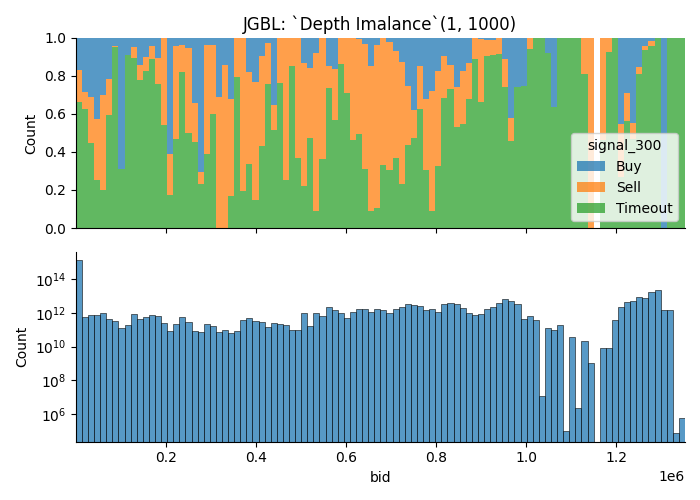 JGBL: `Depth Imalance`(1, 1000)
1.0
0.8
0.6
0.4
0.2
0.0
Count
signal_300
Buy
Sell
Timeout
10^14
10^12
10^10
10^8
10^6
Count
0.2 0.4 0.6 0.8 1.0 1.2
1e6
bid